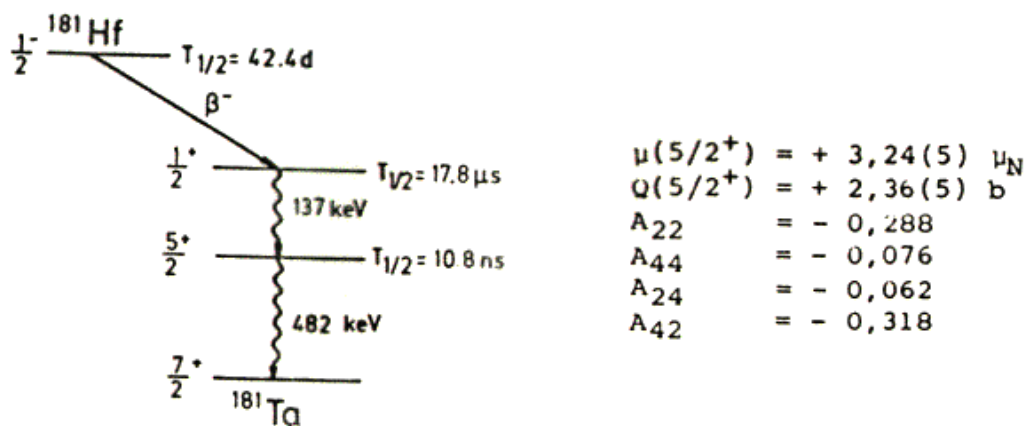 ¹⁸¹Hf
1/2⁻ T₁/₂ = 42.4d
β⁻
1/2⁺ T₁/₂ = 17.8 μs
137 keV
5/2⁺ T₁/₂ = 10.8 ns
482 keV
7/2⁺
¹⁸¹Ta
μ(5/2⁺) = + 3,24(5) μN
Q(5/2⁺) = + 2,36(5) b
A₂₂ = - 0,288
A₄₄ = - 0,076
A₂₄ = - 0,062
A₄₂ = - 0,318